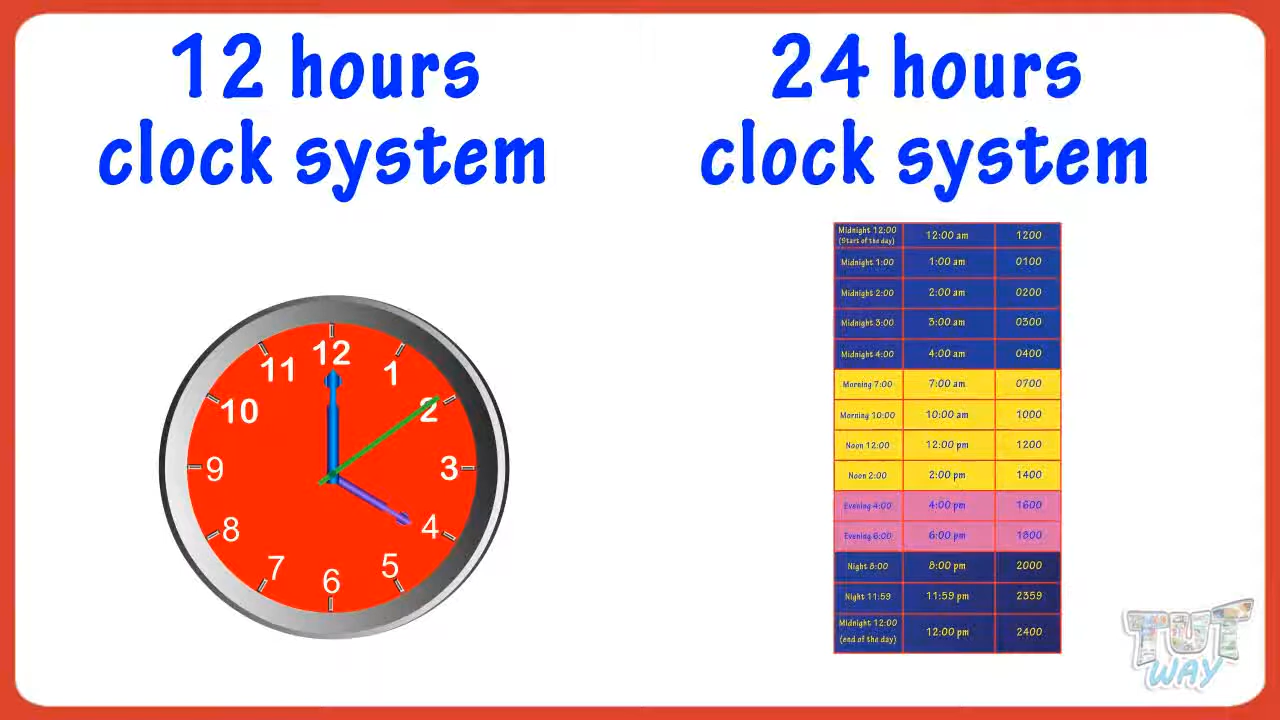 12 hours
clock system
24 hours
clock system
12
1
2
3
4
5
6
7
8
9
10
11
Midnight 12:00
(Start of the day)
12:00 am
1200
Midnight 1:00
1:00 am
0100
Midnight 2:00
2:00 am
0200
Midnight 3:00
3:00 am
0300
Midnight 4:00
4:00 am
0400
Morning 7:00
7:00 am
0700
Morning 10:00
10:00 am
1000
Noon 12:00
12:00 pm
1200
Noon 2:00
2:00 pm
1400
Evening 4:00
4:00 pm
1600
Evening 6:00
6:00 pm
1800
Night 8:00
8:00 pm
2000
Night 11:59
11:59 pm
2359
Midnight 12:00
(end of the day)
12:00 pm
2400
TUT
WAY